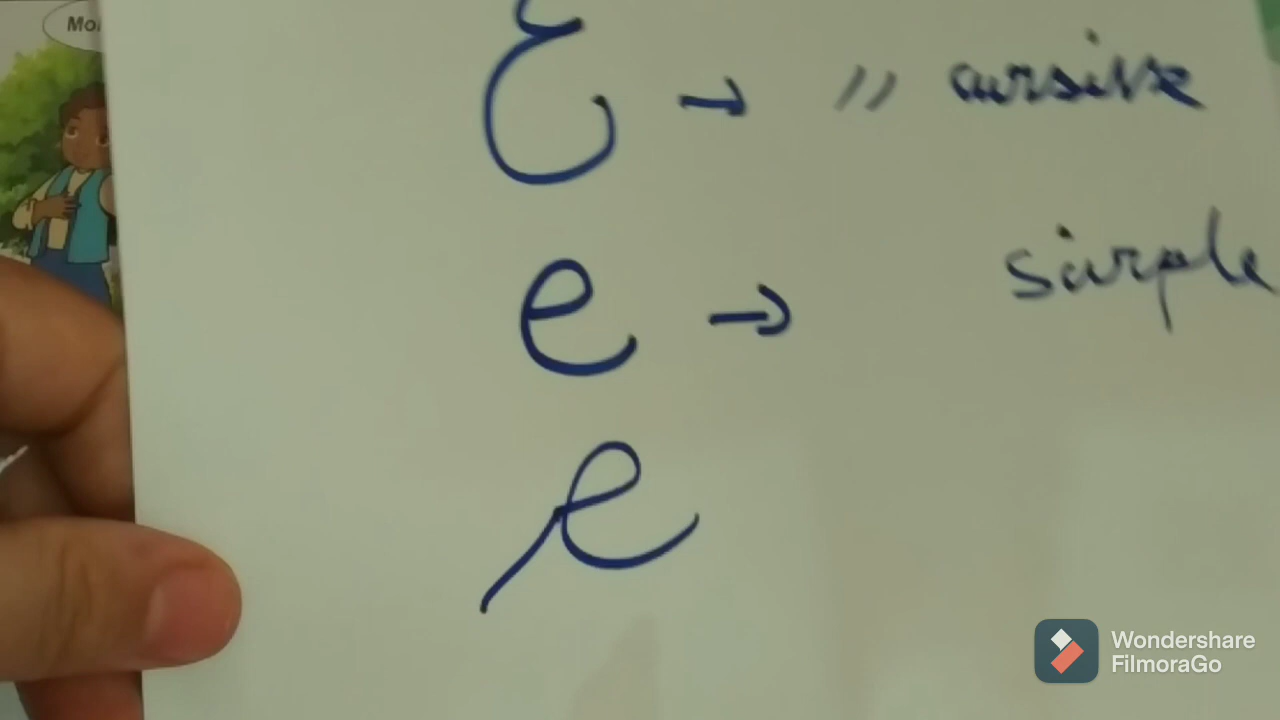 Ɛ → " cursive
e → simple
e
Wondershare
FilmoraGo